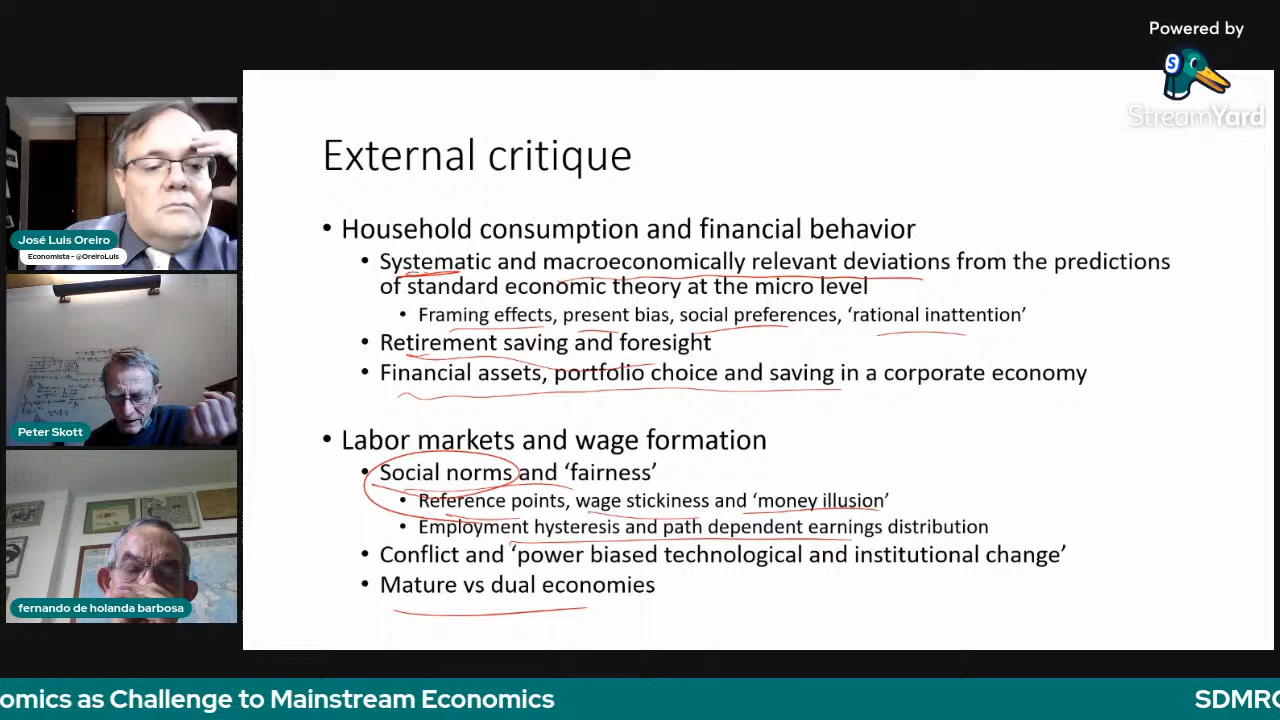 Powered by
StreamYard
External critique
• Household consumption and financial behavior
• Systematic and macroeconomically relevant deviations from the predictions
of standard economic theory at the micro level
• Framing effects, present bias, social preferences, ‘rational inattention’
• Retirement saving and foresight
• Financial assets, portfolio choice and saving in a corporate economy
• Labor markets and wage formation
• Social norms and ‘fairness’
• Reference points, wage stickiness and ‘money illusion’
• Employment hysteresis and path dependent earnings distribution
• Conflict and ‘power biased technological and institutional change’
• Mature vs dual economies
José Luis Oreiro
Economista - @OreiroLuis
Peter Skott
fernando de holanda barbosa
omics as Challenge to Mainstream Economics
SDMRG